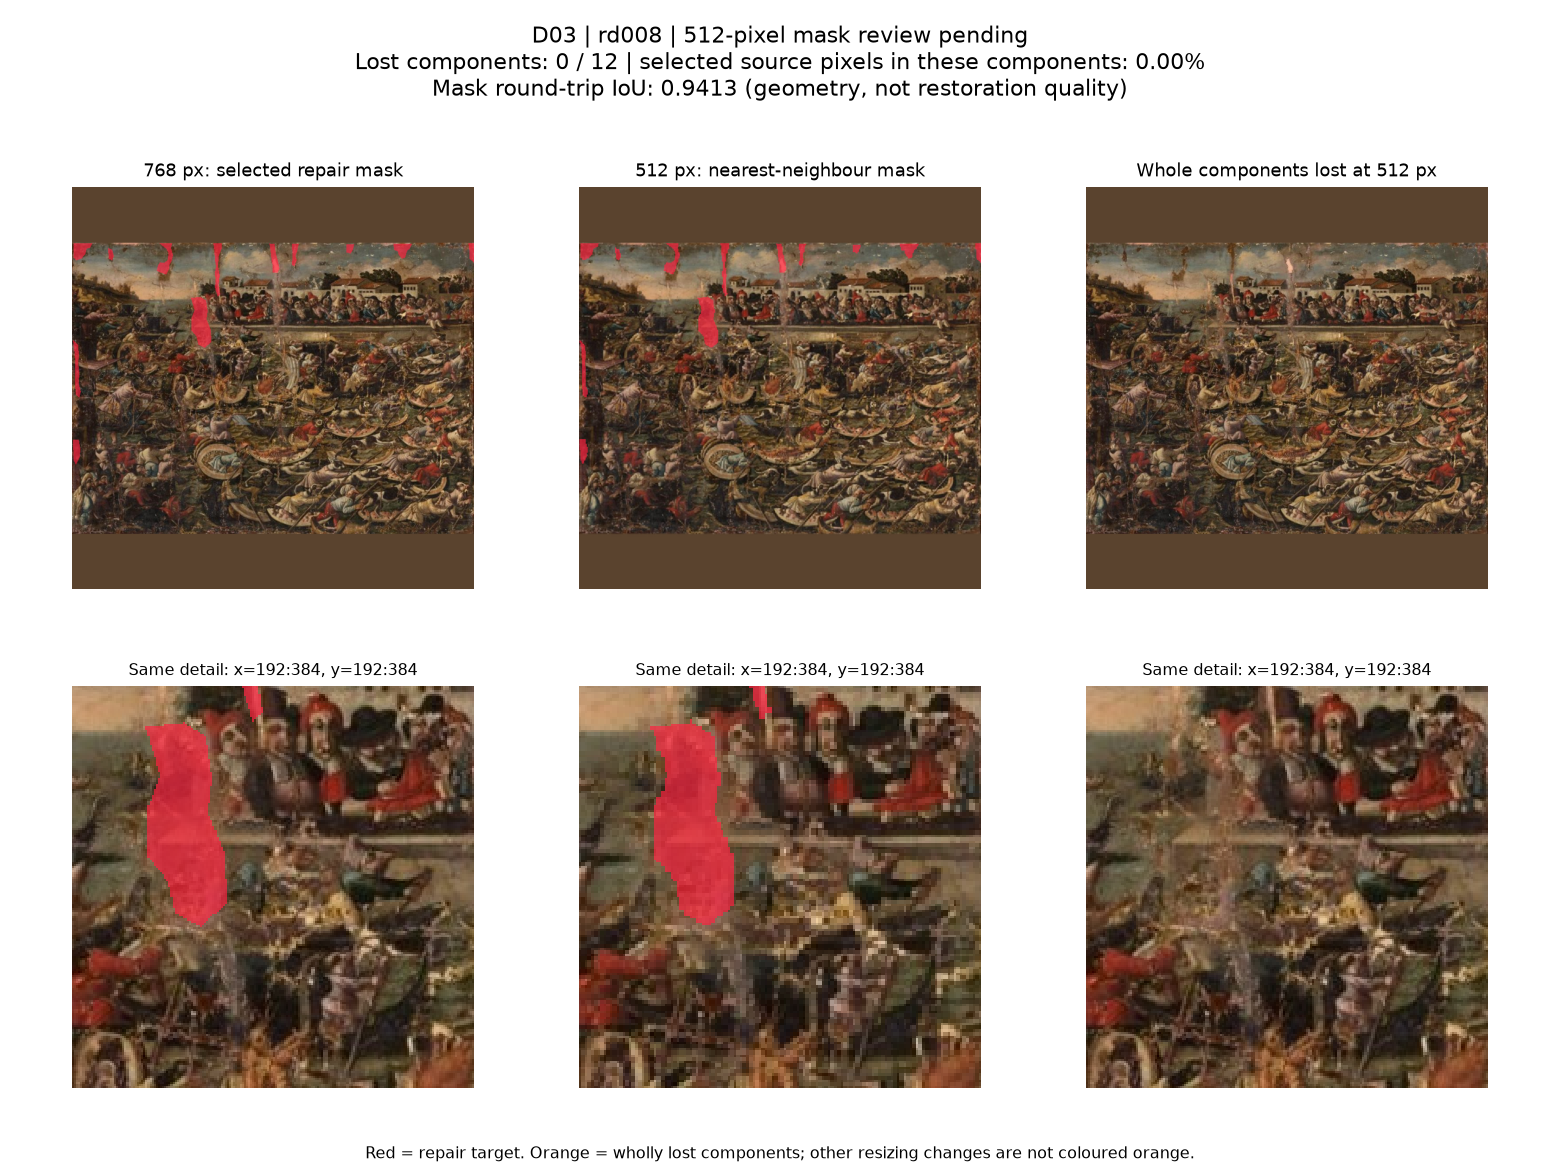 D03 | rd008 | 512-pixel mask review pending
Lost components: 0 / 12 | selected source pixels in these components: 0.00%
Mask round-trip IoU: 0.9413 (geometry, not restoration quality)
768 px: selected repair mask
512 px: nearest-neighbour mask
Whole components lost at 512 px
Same detail: x=192:384, y=192:384
Same detail: x=192:384, y=192:384
Same detail: x=192:384, y=192:384
Red = repair target. Orange = wholly lost components; other resizing changes are not coloured orange.